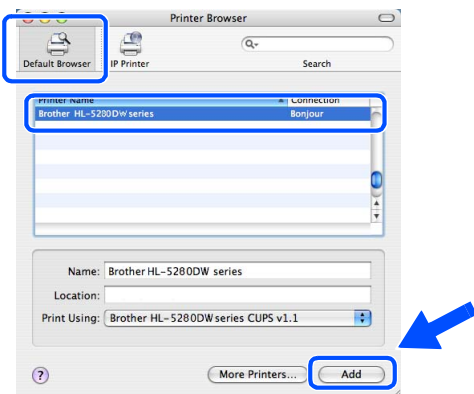 Printer Browser
Default Browser
IP Printer
Search
Printer Name Connection
Brother HL-5280DW series Bonjour
Name: Brother HL-5280DW series
Location:
Print Using: Brother HL-5280DW series CUPS v1.1
? More Printers... Add